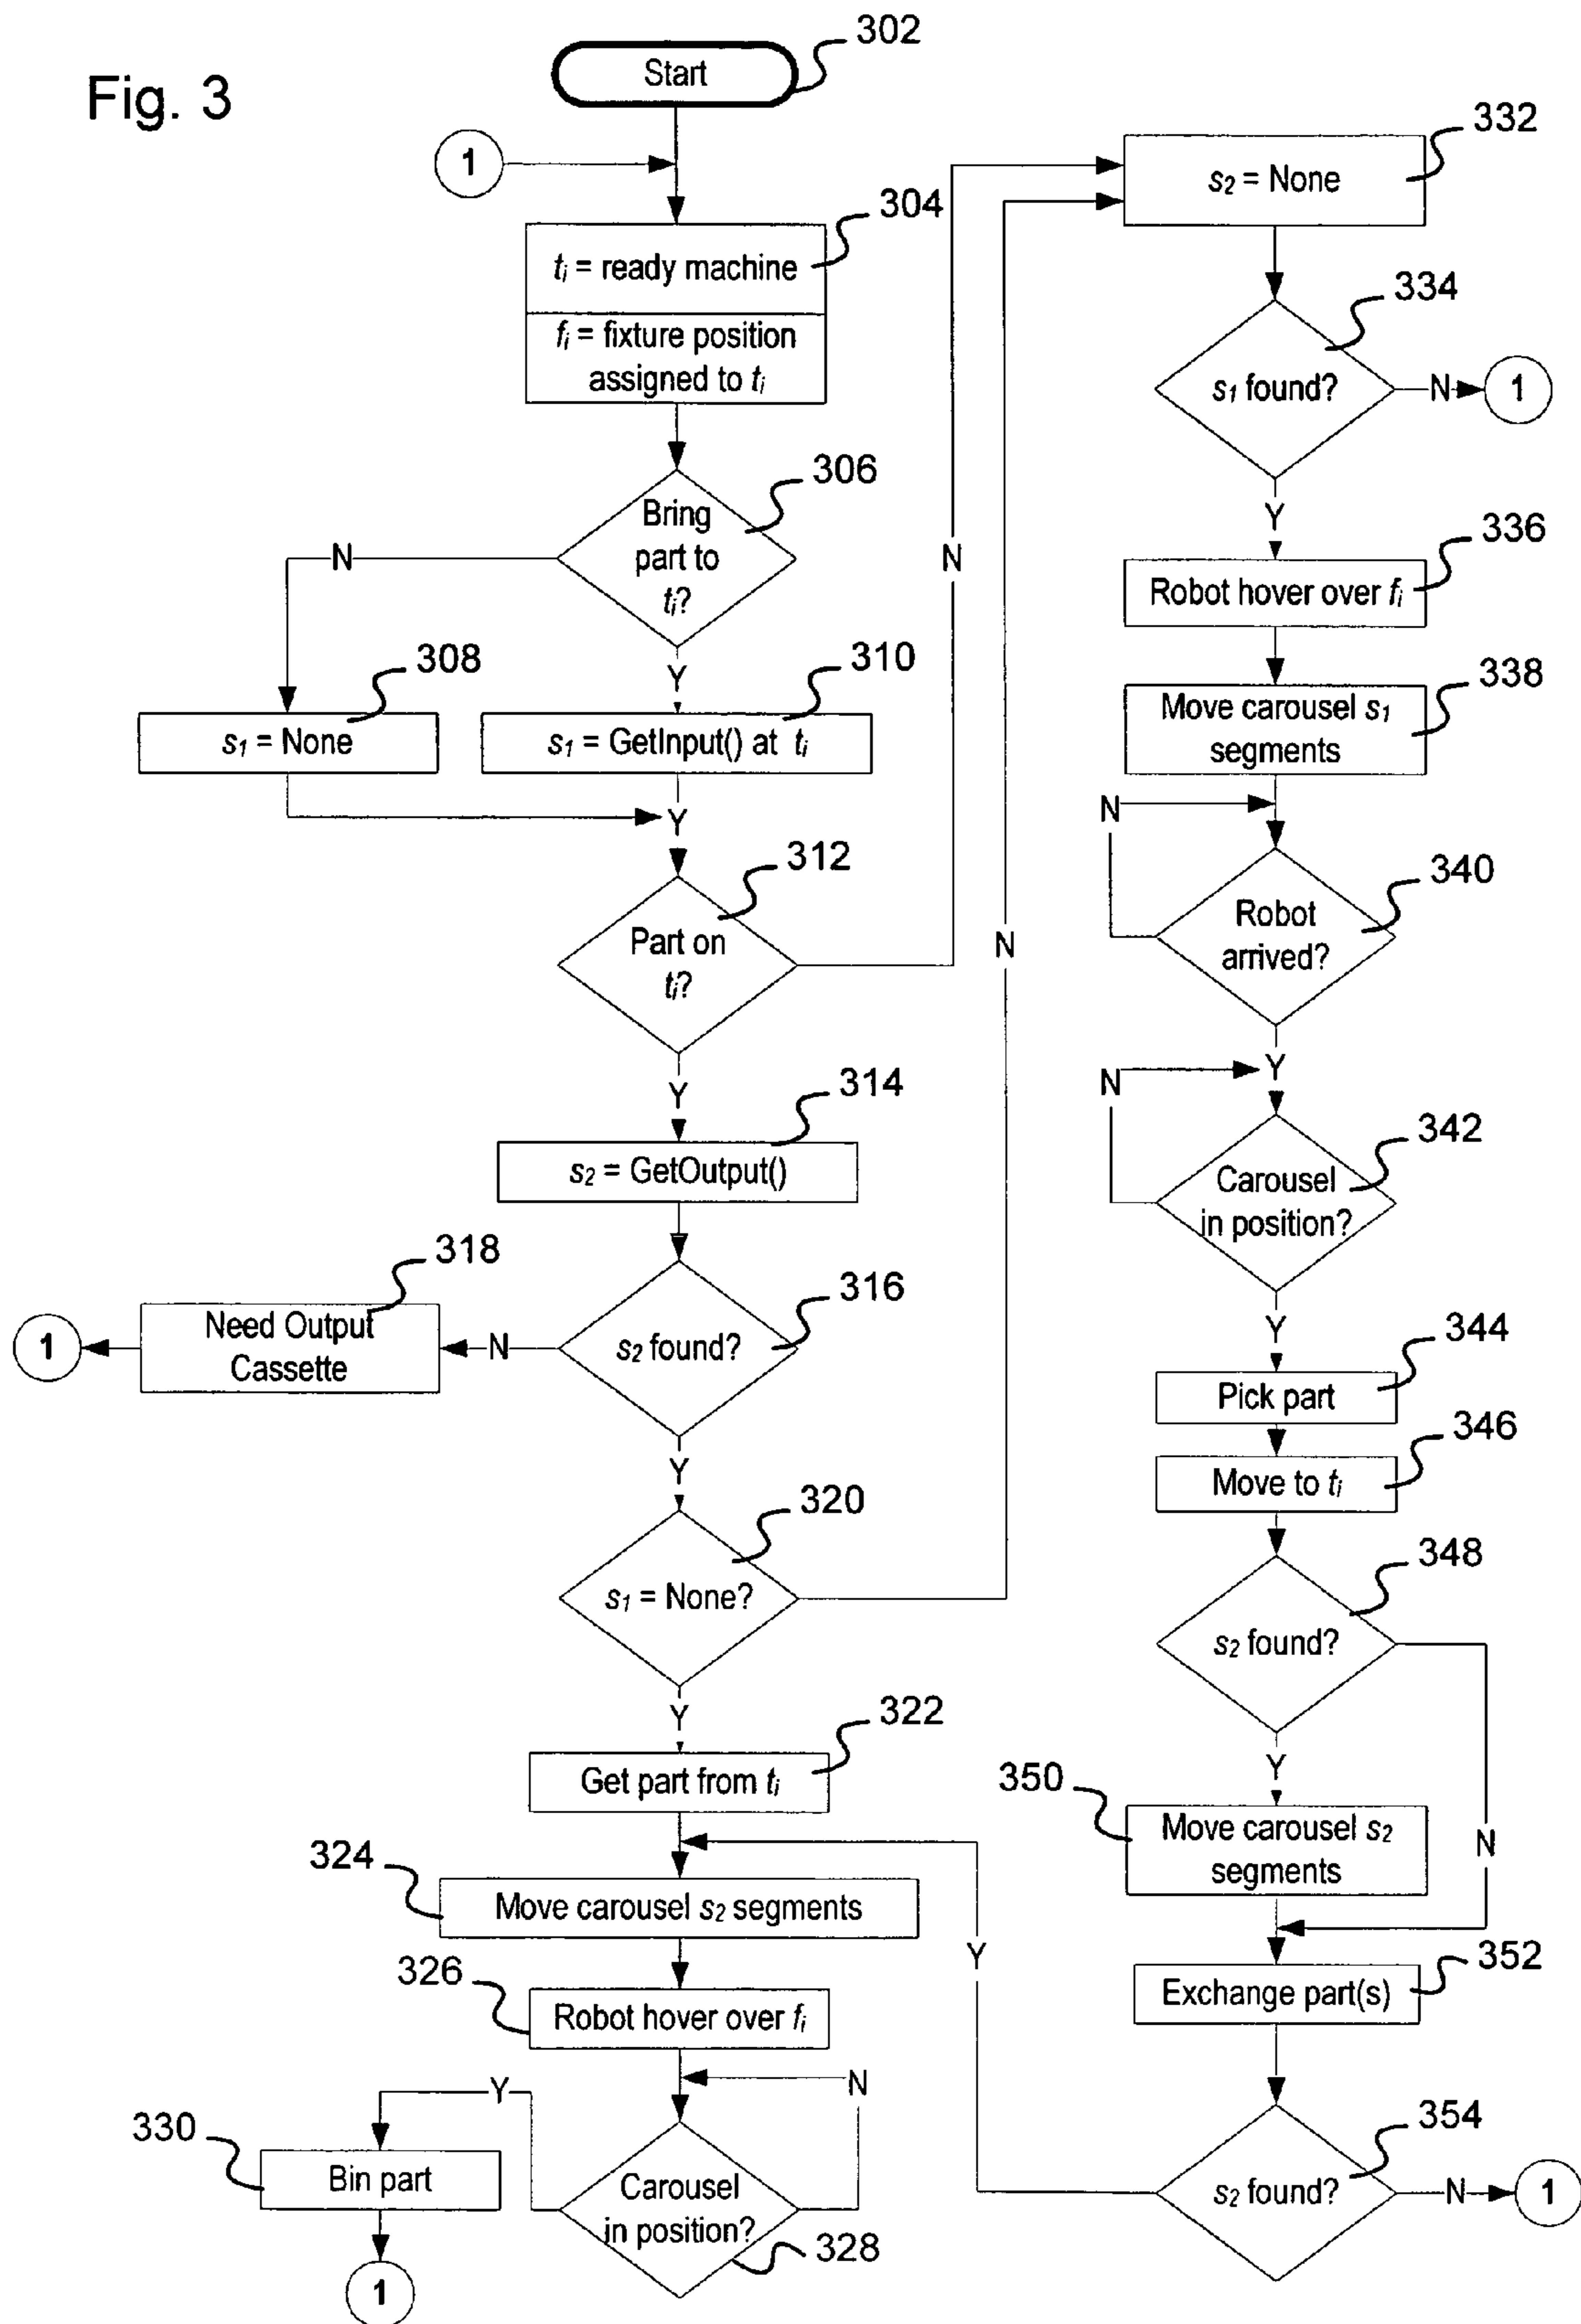 Fig. 3
302
Start
1
304
tᵢ = ready machine
fᵢ = fixture position
assigned to tᵢ
306
Bring
part to
tᵢ?
N
Y
308
s₁ = None
310
s₁ = GetInput() at tᵢ
Y
312
Part on
tᵢ?
N
Y
314
s₂ = GetOutput()
316
s₂ found?
N
318
Need Output
Cassette
1
Y
320
s₁ = None?
N
Y
322
Get part from tᵢ
324
Move carousel s₂ segments
326
Robot hover over fᵢ
N
328
Carousel
in position?
Y
330
Bin part
1
332
s₂ = None
334
s₁ found?
N
1
Y
336
Robot hover over fᵢ
338
Move carousel s₁
segments
N
340
Robot
arrived?
Y
N
342
Carousel
in position?
Y
344
Pick part
346
Move to tᵢ
348
s₂ found?
N
Y
350
Move carousel s₂
segments
352
Exchange part(s)
354
s₂ found?
Y
N
1